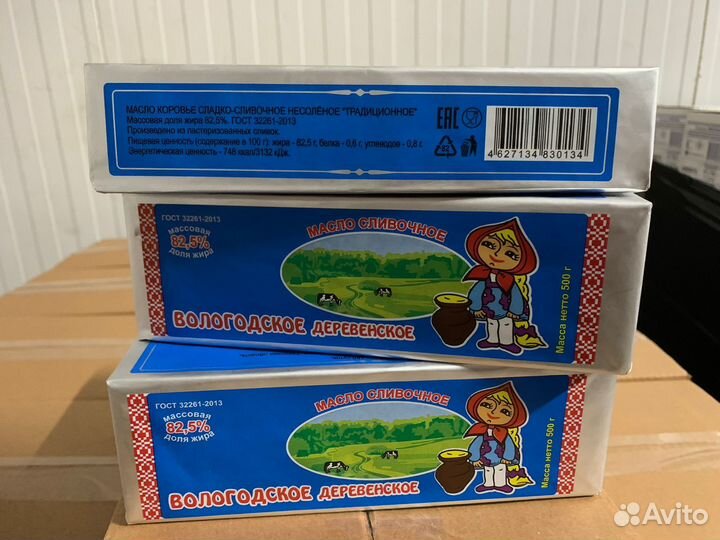 МАСЛО КОРОВЬЕ СЛАДКО-СЛИВОЧНОЕ НЕСОЛЁНОЕ "ТРАДИЦИОННОЕ"
Массовая доля жира 82,5%. ГОСТ 32261-2013
Произведено из пастеризованных сливок.
Пищевая ценность (содержание в 100 г): жира - 82,5 г, белка - 0,6 г, углеводов - 0,8 г.
Энергетическая ценность - 748 ккал/3132 кДж.
EAC
82
4 627134 830134
ГОСТ 32261-2013
массовая
82,5%
доля жира
МАСЛО СЛИВОЧНОЕ
ВОЛОГОДСКОЕ ДЕРЕВЕНСКОЕ
Масса нетто 500 г
ГОСТ 32261-2013
массовая
82,5%
доля жира
МАСЛО СЛИВОЧНОЕ
ВОЛОГОДСКОЕ ДЕРЕВЕНСКОЕ
Масса нетто 500 г
Avito